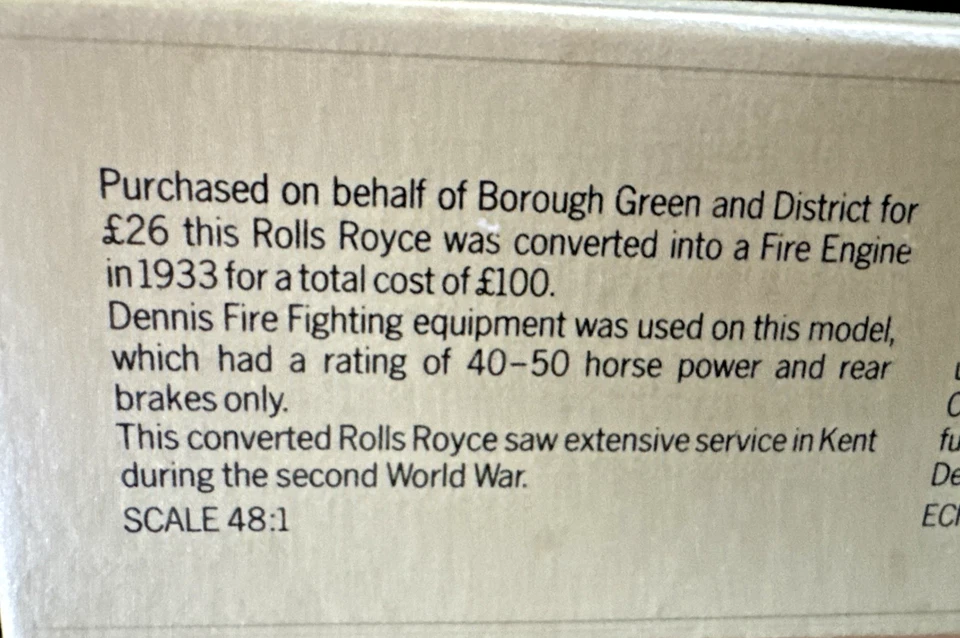 Purchased on behalf of Borough Green and District for
£26 this Rolls Royce was converted into a Fire Engine
in 1933 for a total cost of £100.
Dennis Fire Fighting equipment was used on this model,
which had a rating of 40–50 horse power and rear
brakes only.
This converted Rolls Royce saw extensive service in Kent
during the second World War.
SCALE 48:1